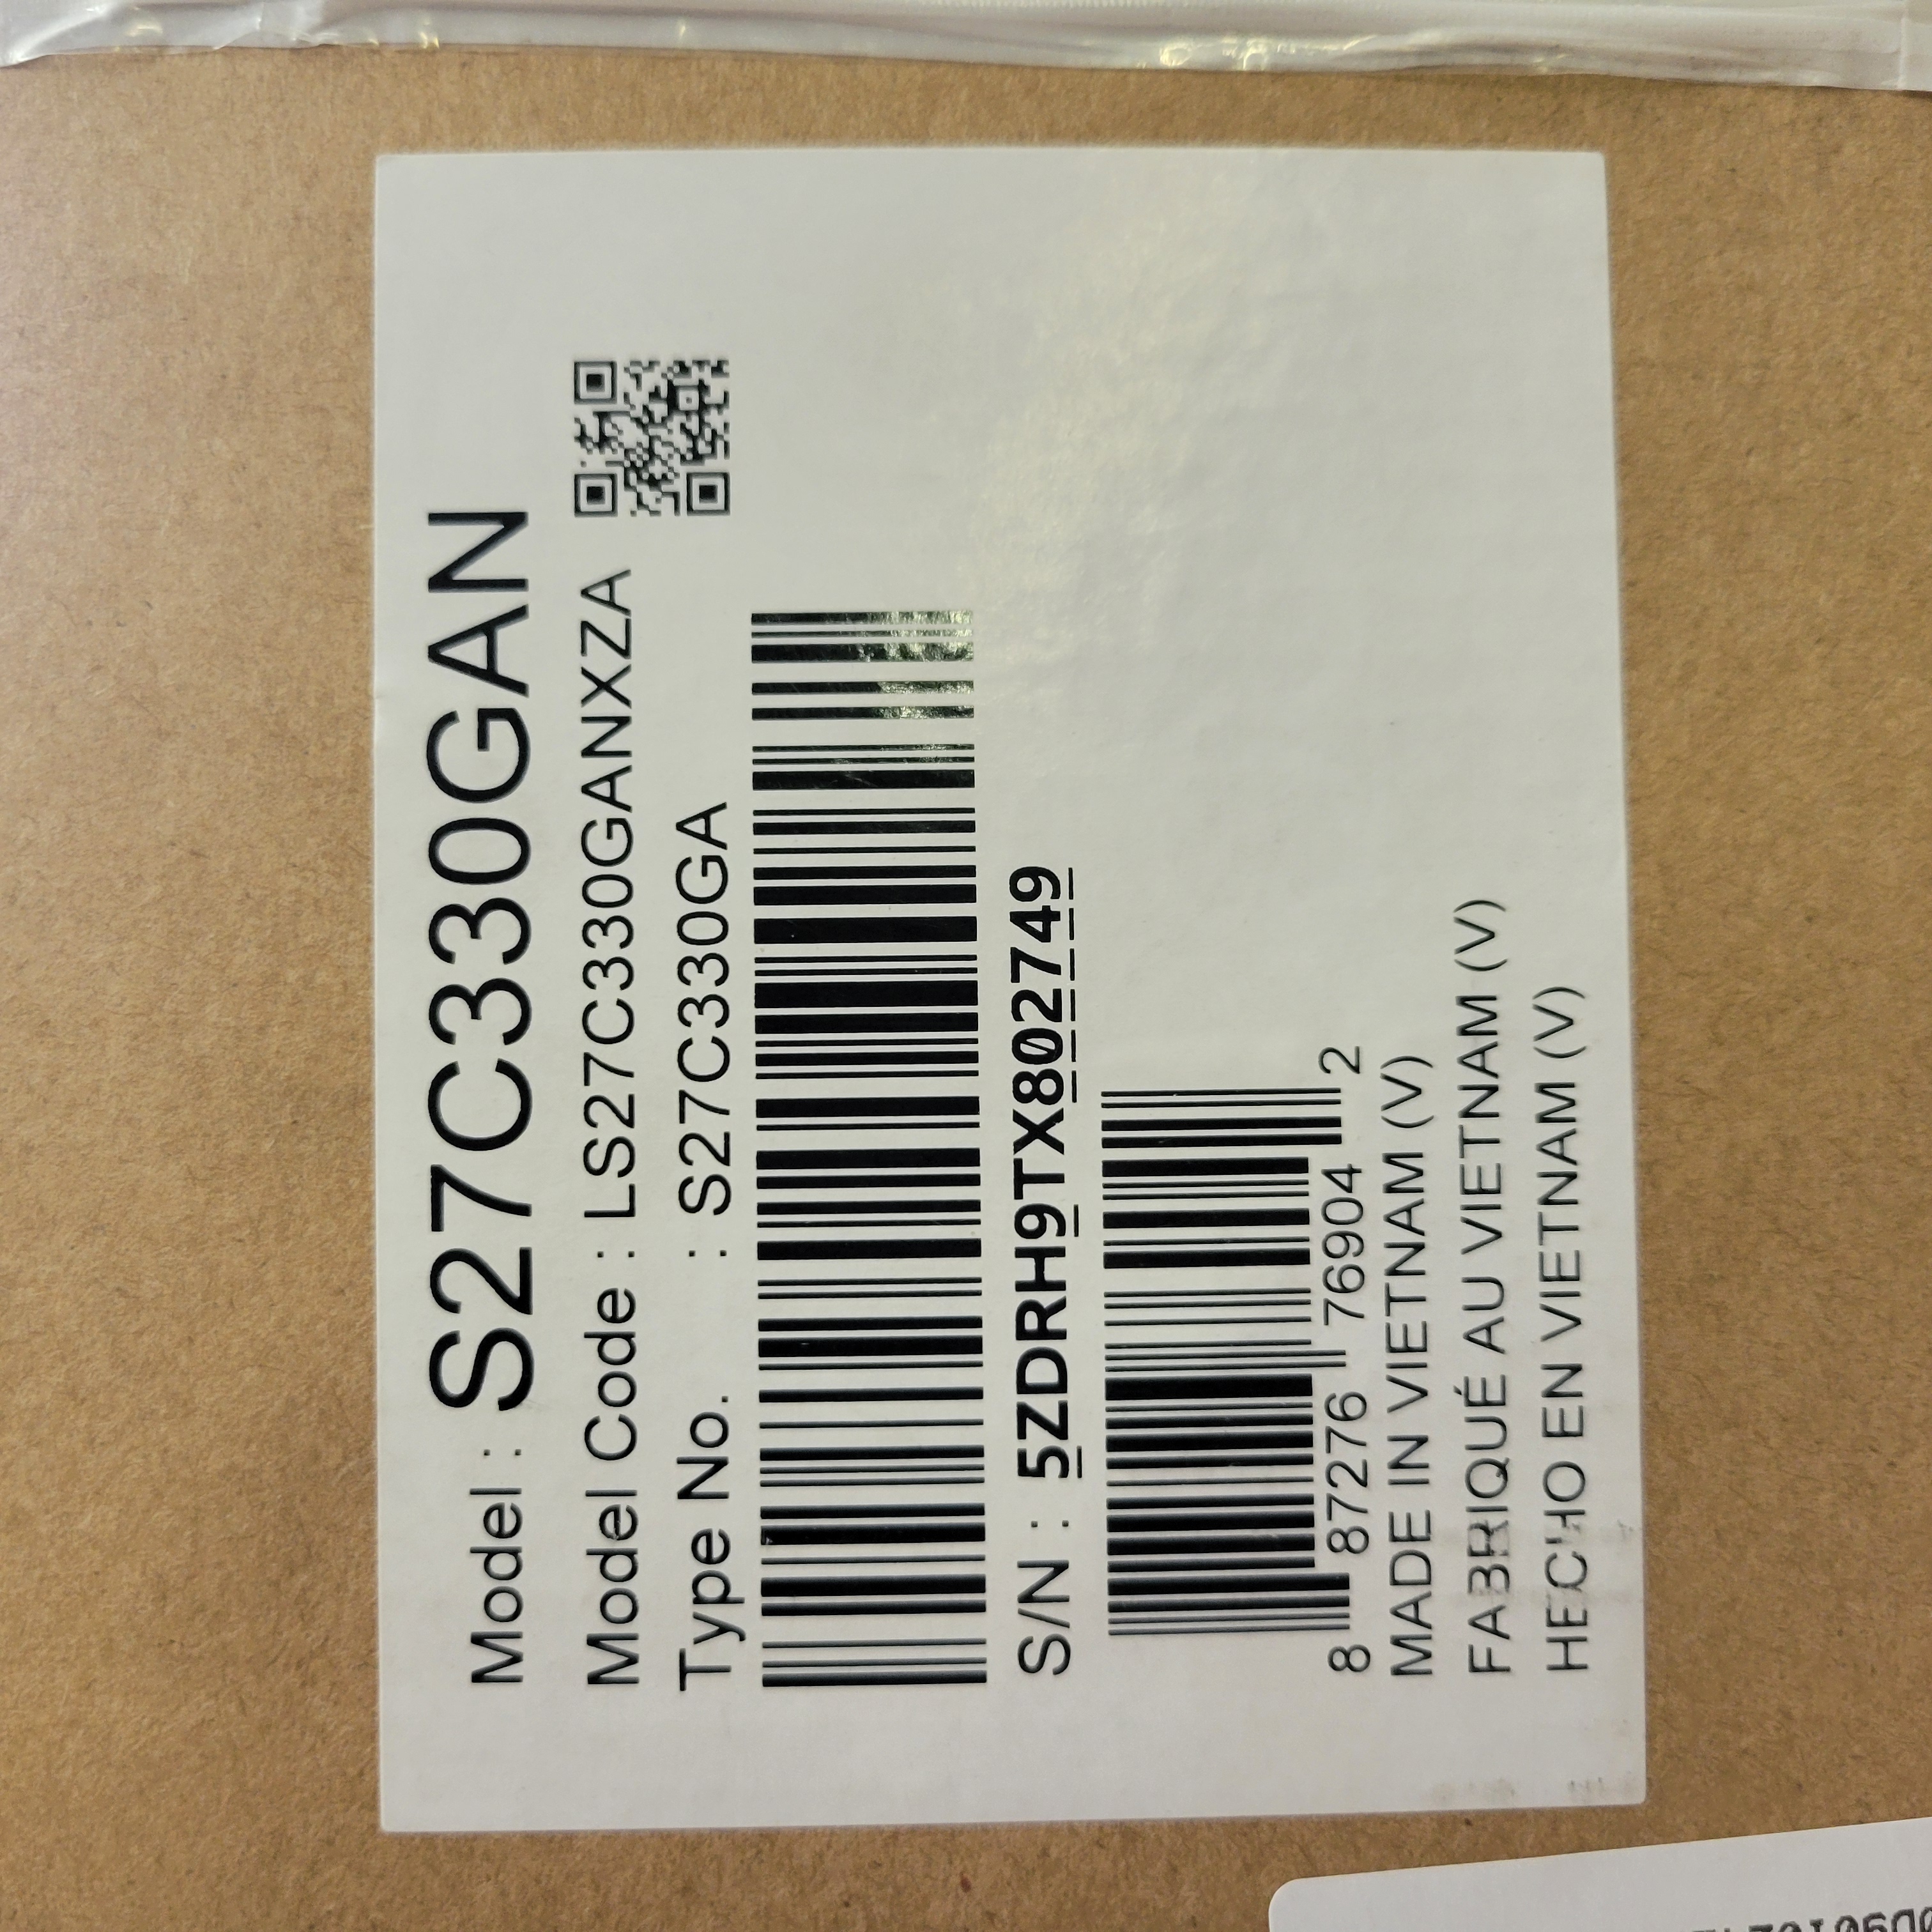 Model : S27C330GAN
Model Code : LS27C330GANXZA
Type No. : S27C330GA
S/N : 5ZDRH9TX802749
8 87276 76904 2
MADE IN VIETNAM (V)
FABRIQUÉ AU VIETNAM (V)
HECHO EN VIETNAM (V)